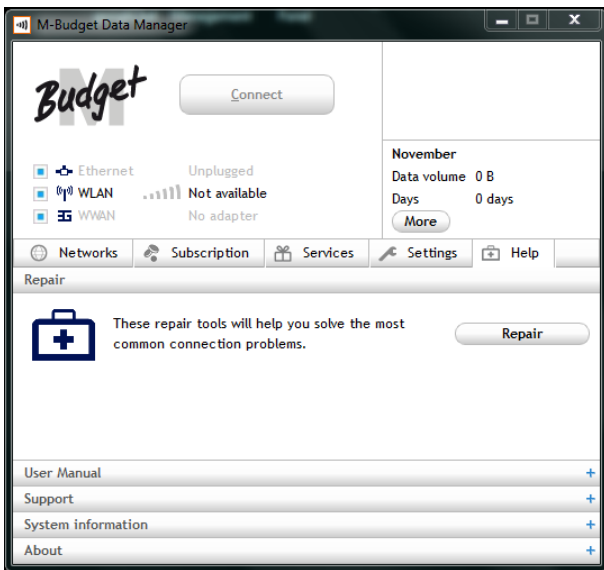 M-Budget Data Manager
M
Budget
Connect
Ethernet Unplugged
WLAN Not available
3G WWAN No adapter
November
Data volume 0 B
Days 0 days
More
Networks Subscription Services Settings Help
Repair
These repair tools will help you solve the most
common connection problems.
Repair
User Manual +
Support +
System information +
About +